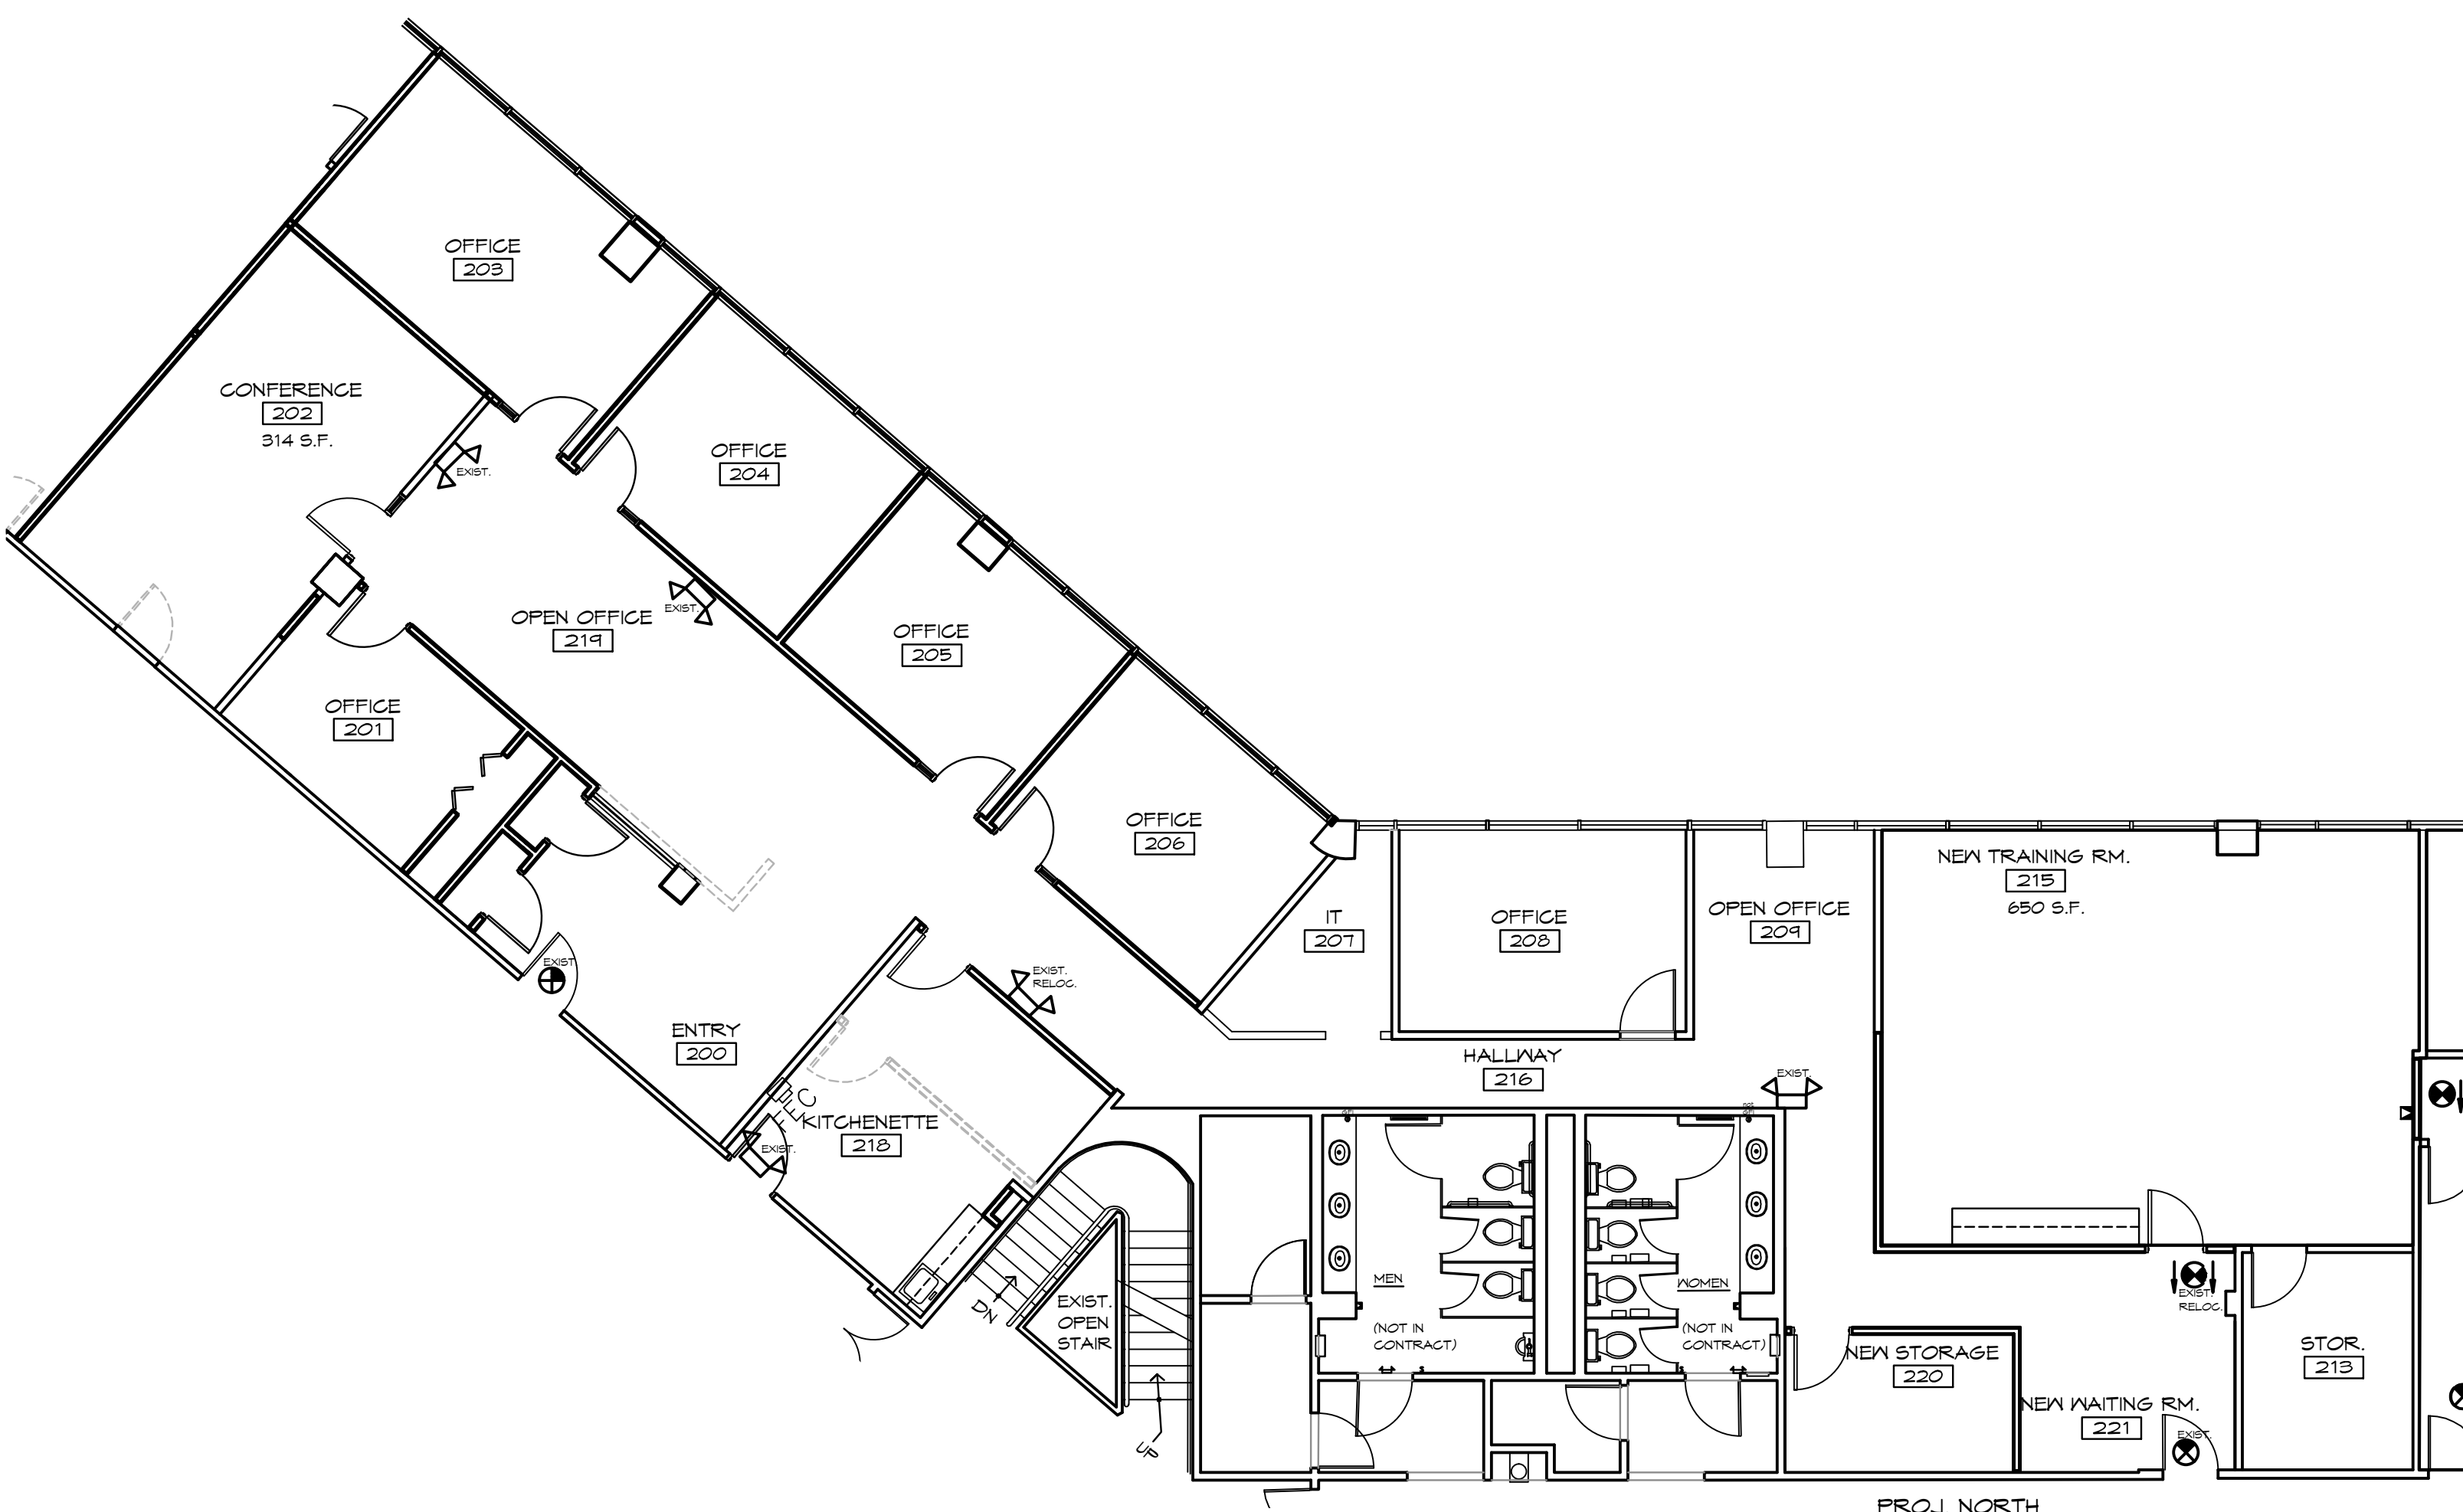 OFFICE
203
CONFERENCE
202
314 S.F.
EXIST.
OFFICE
204
OPEN OFFICE
219
EXIST.
OFFICE
205
OFFICE
201
OFFICE
206
EXIST
EXIST.
RELOC.
ENTRY
200
FEC
KITCHENETTE
218
EXIST.
DN
EXIST.
OPEN
STAIR
UP
IT
207
OFFICE
208
OPEN OFFICE
209
NEW TRAINING RM.
215
650 S.F.
HALLWAY
216
EXIST.
MEN
(NOT IN
CONTRACT)
WOMEN
(NOT IN
CONTRACT)
EXIST.
RELOC.
NEW STORAGE
220
STOR.
213
NEW WAITING RM.
221
EXIST
PROJ. NORTH